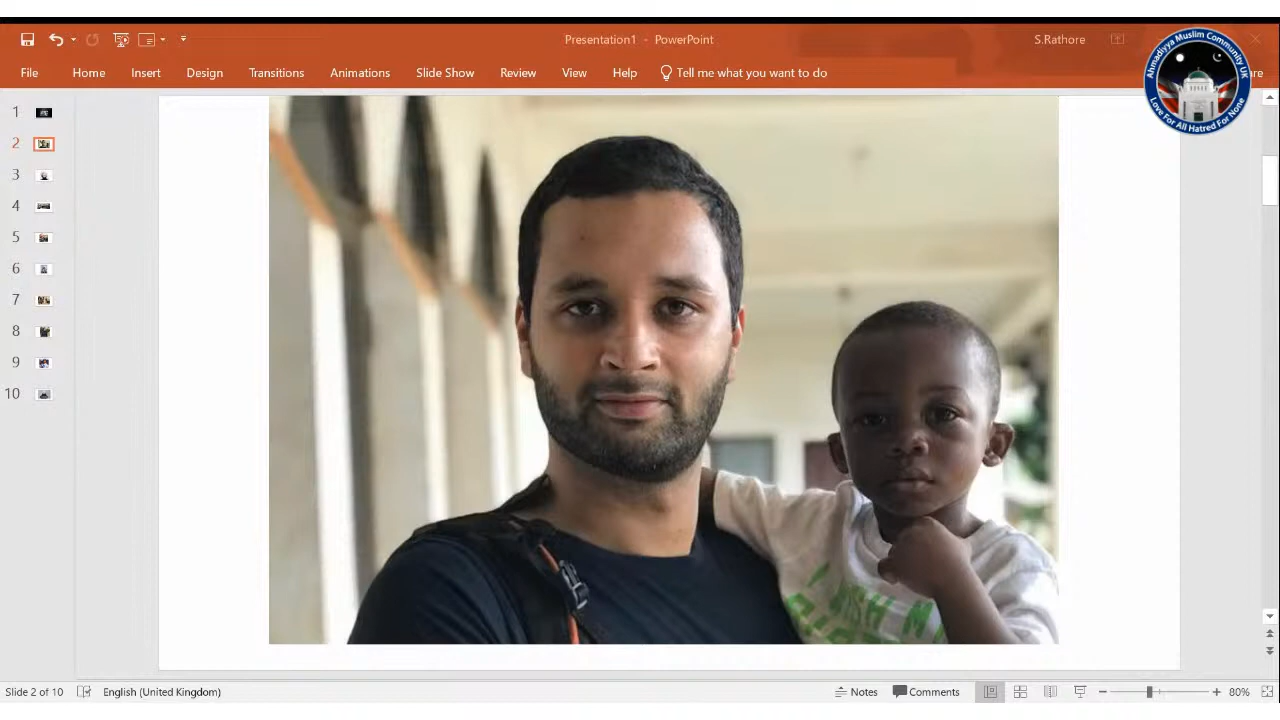 Presentation1 - PowerPoint
S.Rathore
File Home Insert Design Transitions Animations Slide Show Review View Help Tell me what you want to do
Ahmadiyya Muslim Community UK
Love For All Hatred For None
1
2
3
4
5
6
7
8
9
10
Slide 2 of 10 English (United Kingdom) Notes Comments 80%